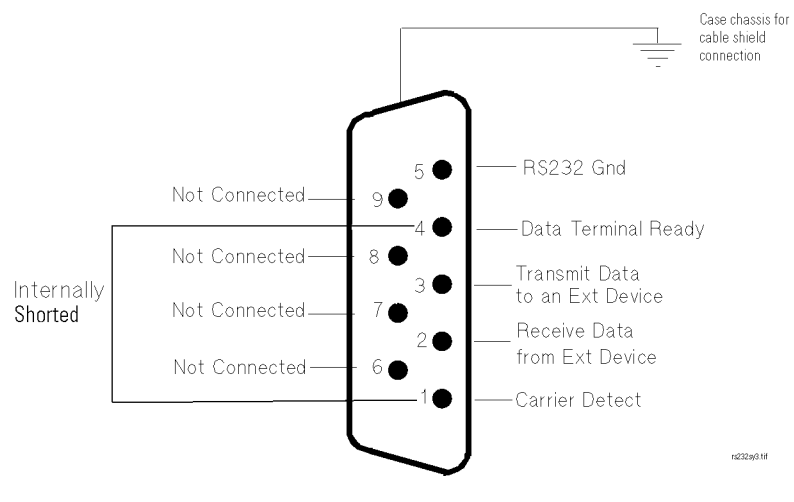 Case chassis for
cable shield
connection
5
RS232 Gnd
Not Connected
9
4
Data Terminal Ready
Not Connected
8
Internally
Shorted
3
Transmit Data
to an Ext Device
Not Connected
7
2
Receive Data
from Ext Device
Not Connected
6
1
Carrier Detect
rs232sy3.tif